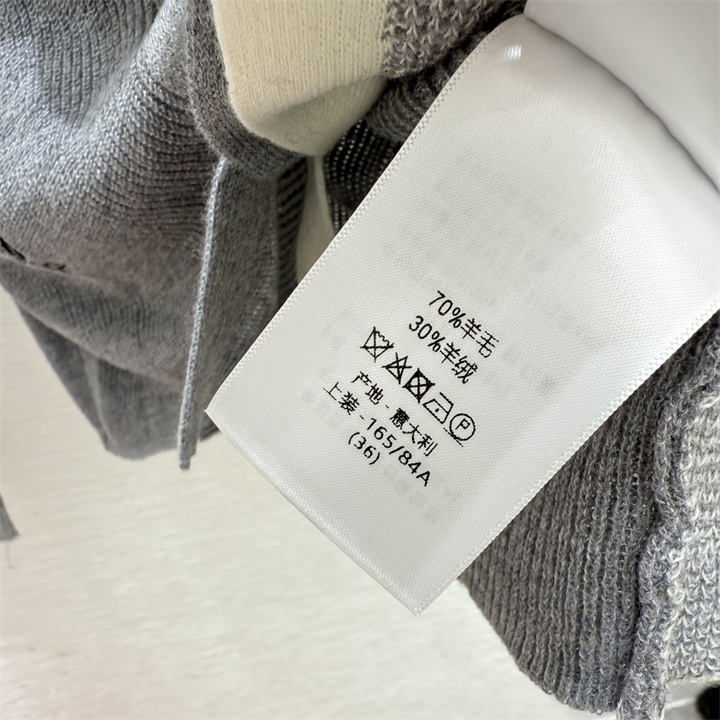 70%羊毛
30%羊绒
P
产地 - 意大利
上装 -165/84A
(36)